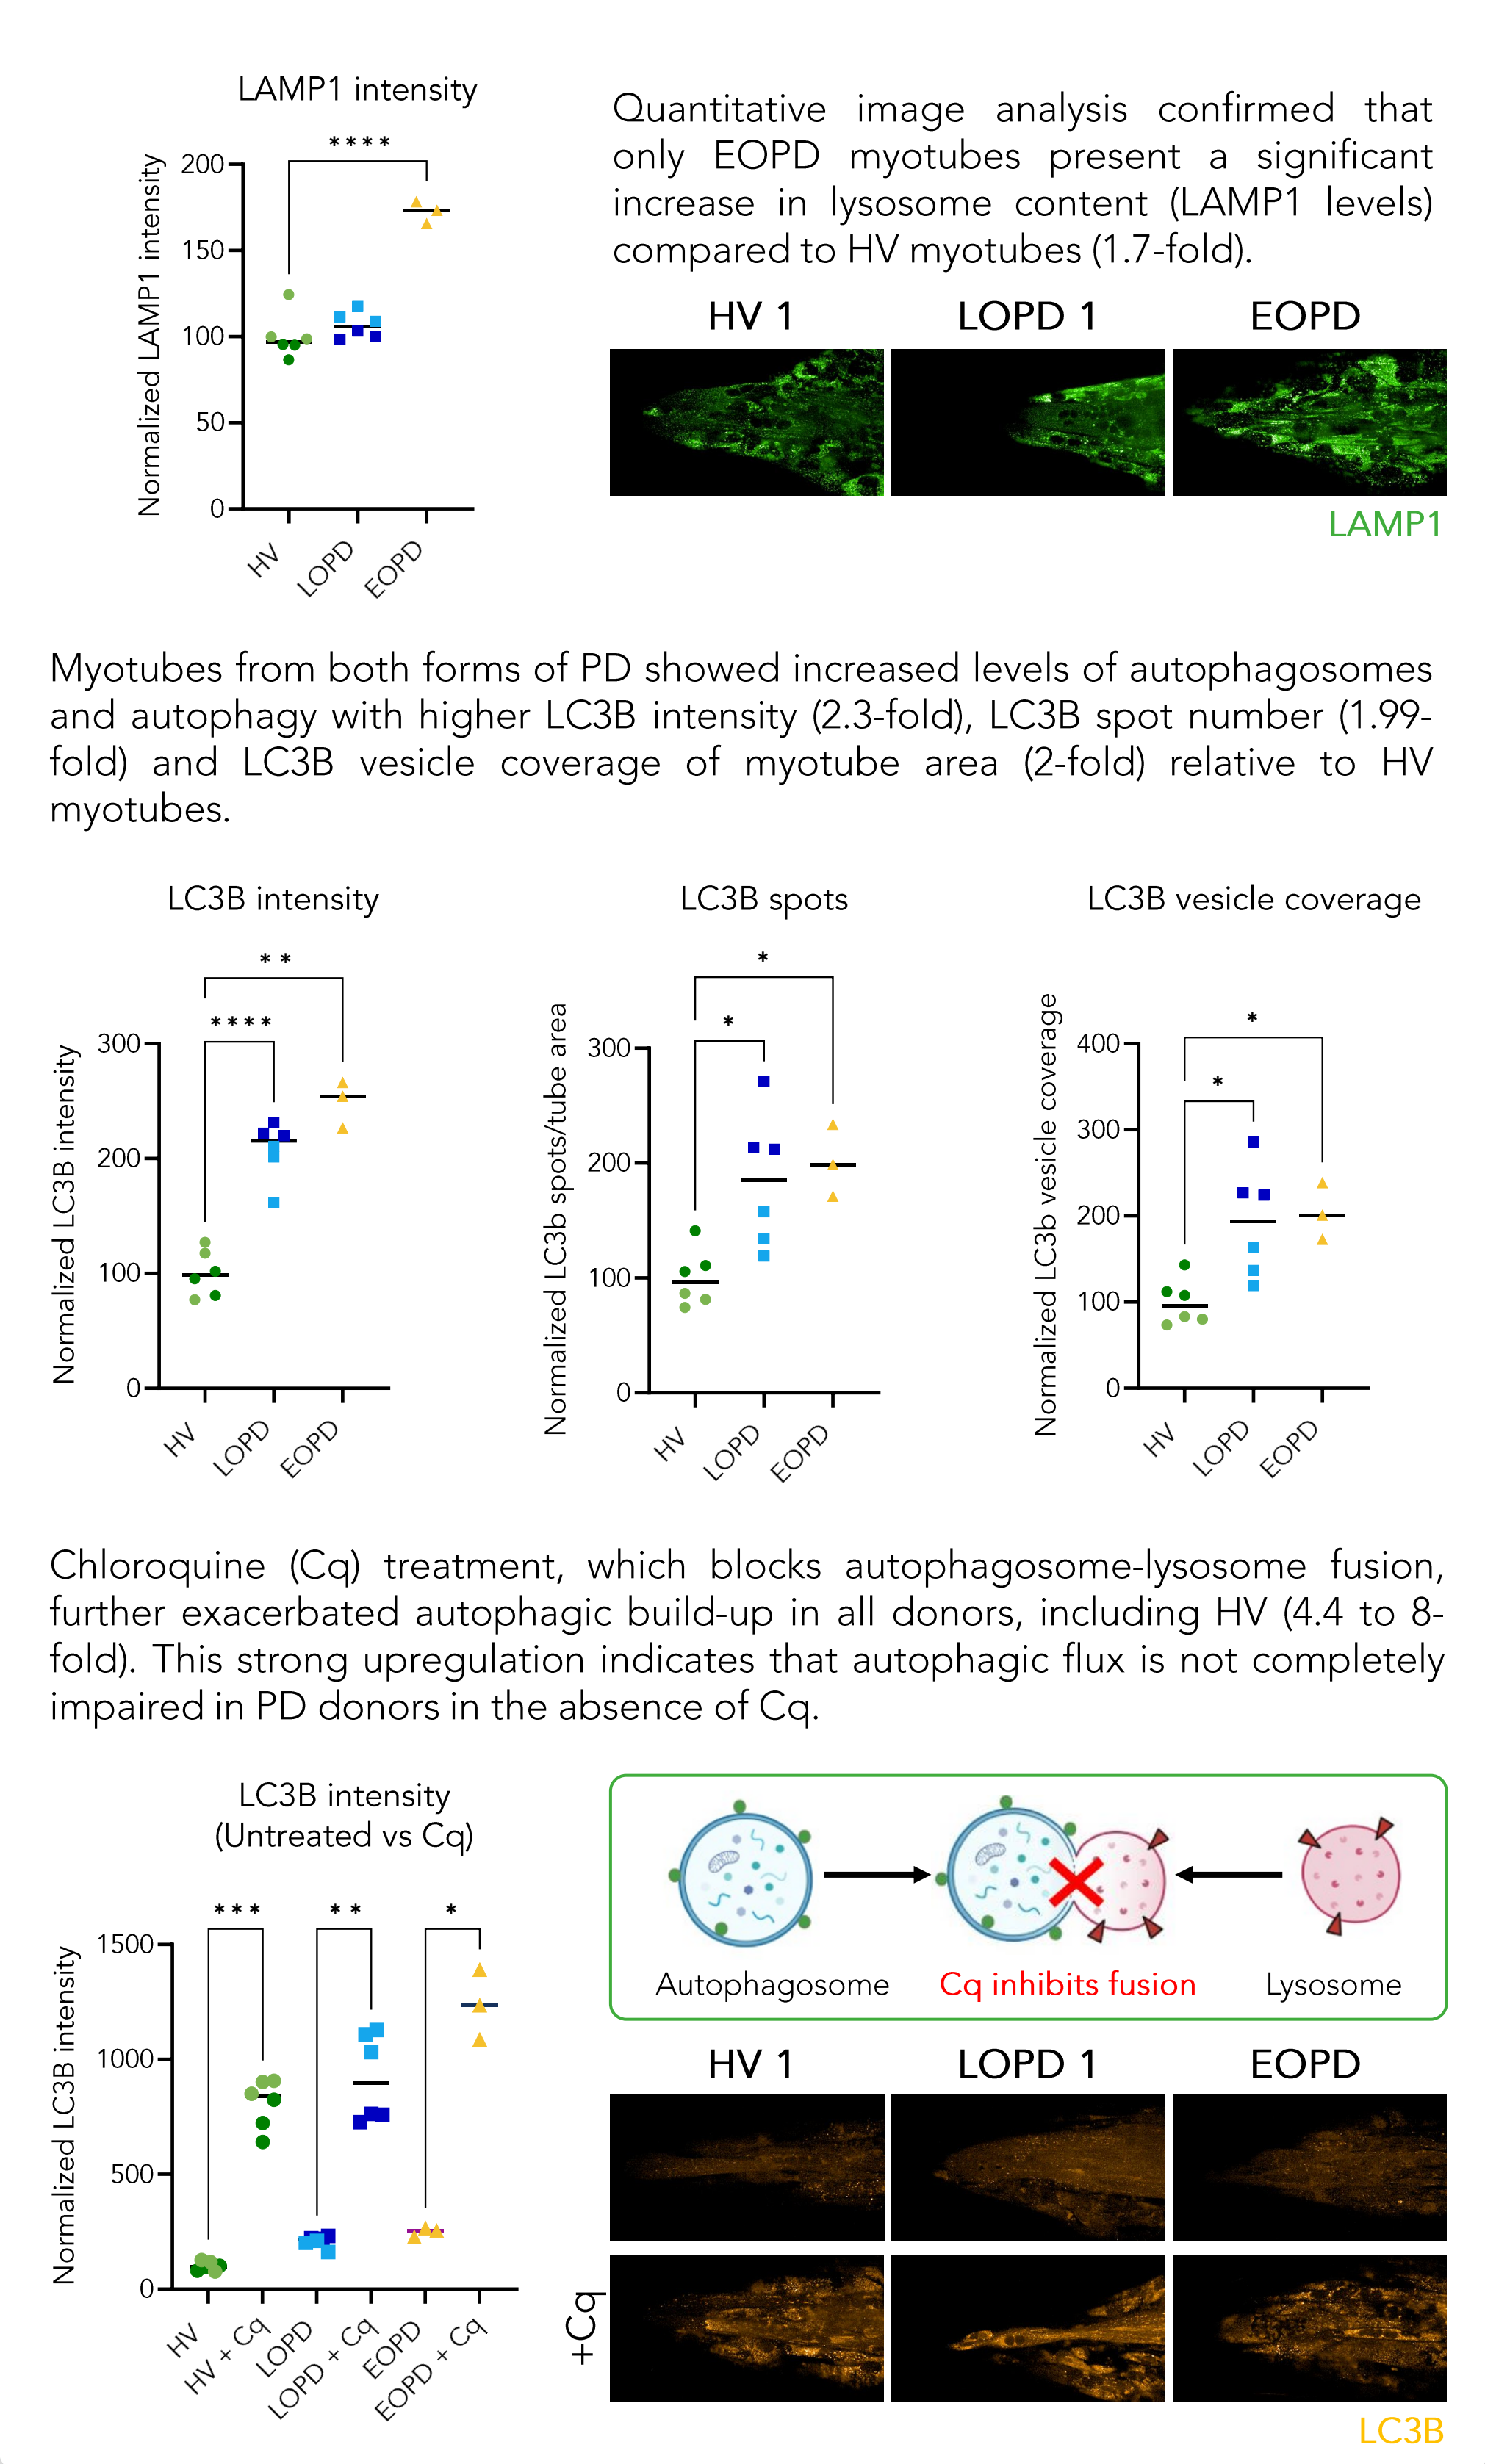 LAMP1 intensity
****
Normalized LAMP1 intensity
200
150
100
50
0
HV
LOPD
EOPD
Quantitative image analysis confirmed that
only EOPD myotubes present a significant
increase in lysosome content (LAMP1 levels)
compared to HV myotubes (1.7-fold).
HV 1
LOPD 1
EOPD
LAMP1
Myotubes from both forms of PD showed increased levels of autophagosomes
and autophagy with higher LC3B intensity (2.3-fold), LC3B spot number (1.99-
fold) and LC3B vesicle coverage of myotube area (2-fold) relative to HV
myotubes.
LC3B intensity
**
****
Normalized LC3B intensity
300
200
100
0
HV
LOPD
EOPD
LC3B spots
*
*
Normalized LC3b spots/tube area
300
200
100
0
HV
LOPD
EOPD
LC3B vesicle coverage
*
*
Normalized LC3b vesicle coverage
400
300
200
100
0
HV
LOPD
EOPD
Chloroquine (Cq) treatment, which blocks autophagosome-lysosome fusion,
further exacerbated autophagic build-up in all donors, including HV (4.4 to 8-
fold). This strong upregulation indicates that autophagic flux is not completely
impaired in PD donors in the absence of Cq.
LC3B intensity
(Untreated vs Cq)
***
**
*
Normalized LC3B intensity
1500
1000
500
0
HV
HV + Cq
LOPD
LOPD + Cq
EOPD
EOPD + Cq
Autophagosome
Cq inhibits fusion
Lysosome
HV 1
LOPD 1
EOPD
+Cq
LC3B